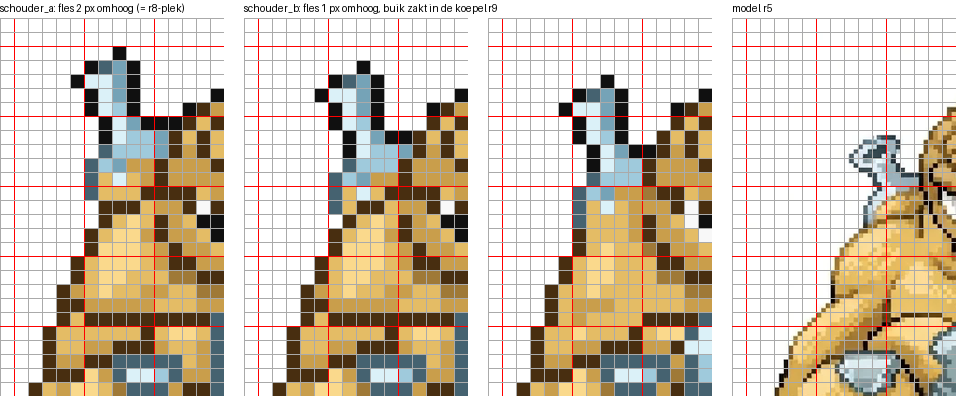 schouder_a: fles 2 px omhoog (= r8-plek)
schouder_b: fles 1 px omhoog, buik zakt in de koepel
r9
model r5